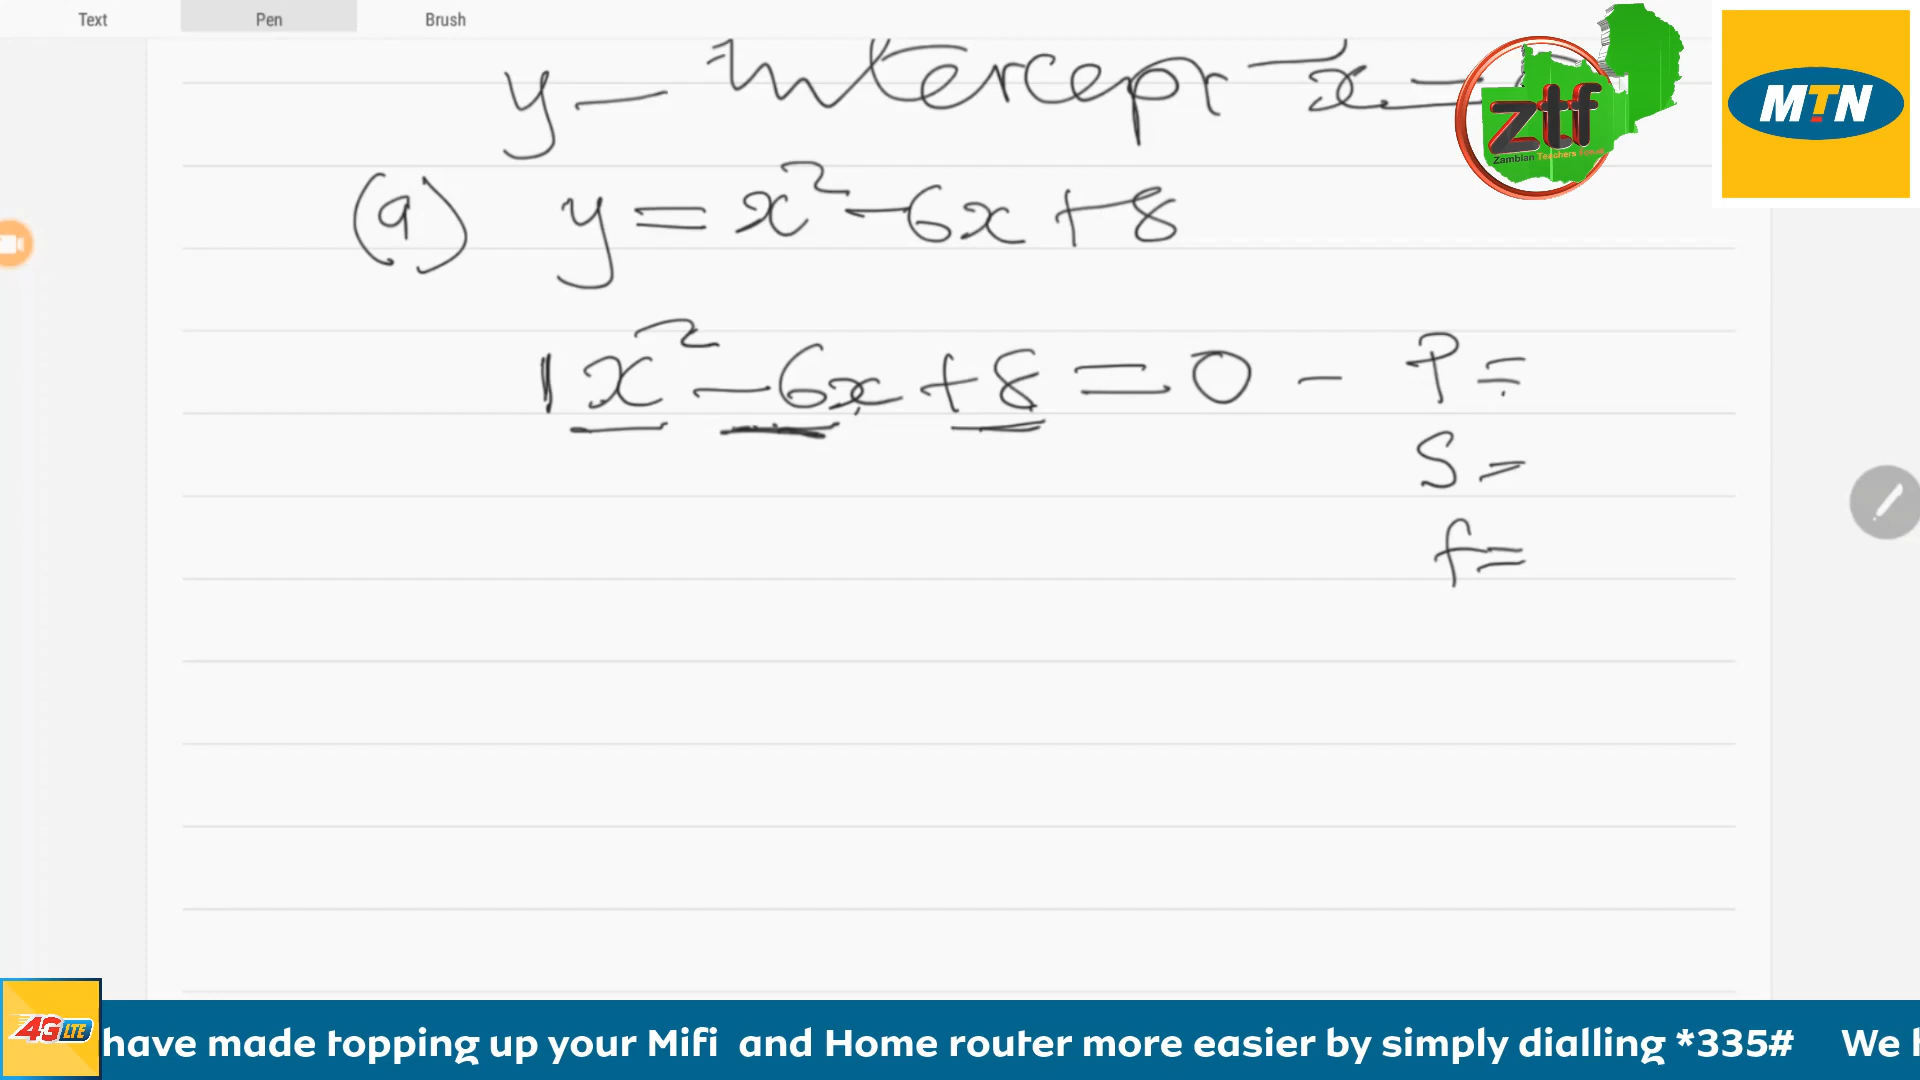 Text Pen Brush
y - Intercept - x =
ztf
Zambian Teachers
MTN
(a) y = x² - 6x + 8
1x² - 6x + 8 = 0 - P =
S =
f =
4G LTE
have made topping up your Mifi and Home router more easier by simply dialling *335# We